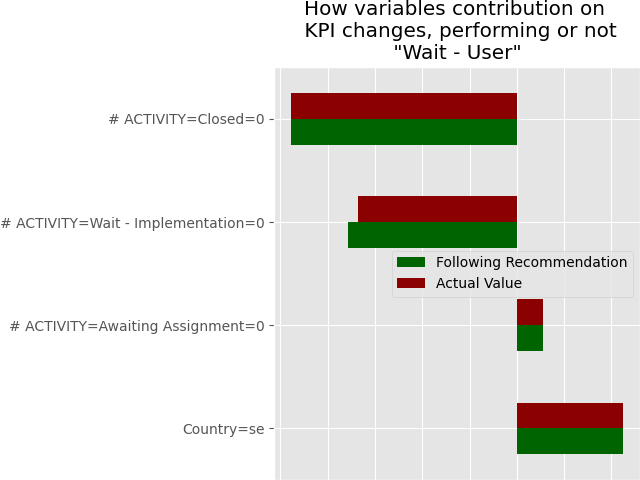 How variables contribution on
KPI changes, performing or not
"Wait - User"
# ACTIVITY=Closed=0
# ACTIVITY=Wait - Implementation=0
Following Recommendation
Actual Value
# ACTIVITY=Awaiting Assignment=0
Country=se